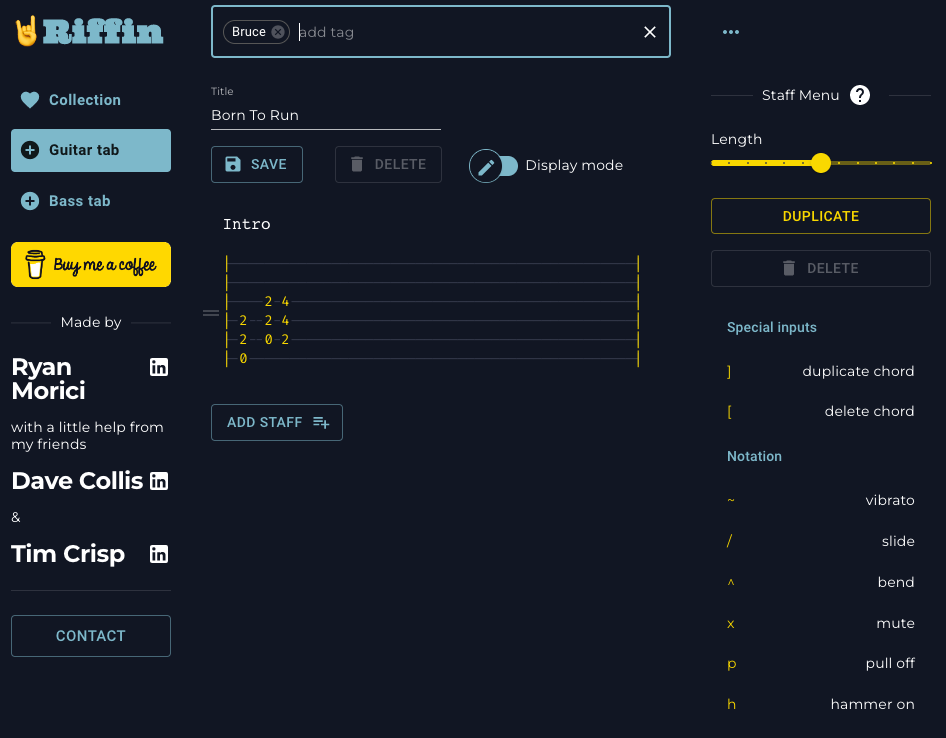 🤘Riffin
Collection
Guitar tab
Bass tab
Buy me a coffee
Made by
Ryan
Morici
with a little help from
my friends
Dave Collis
&
Tim Crisp
CONTACT
Bruce add tag
Title
Born To Run
SAVE DELETE Display mode
Intro
|--------------------|
|--------------------|
|----2-4-------------|
|-2--2-4-------------|
|-2--0-2-------------|
|-0------------------|
ADD STAFF
Staff Menu ?
Length
DUPLICATE
DELETE
Special inputs
] duplicate chord
[ delete chord
Notation
~ vibrato
/ slide
^ bend
x mute
p pull off
h hammer on